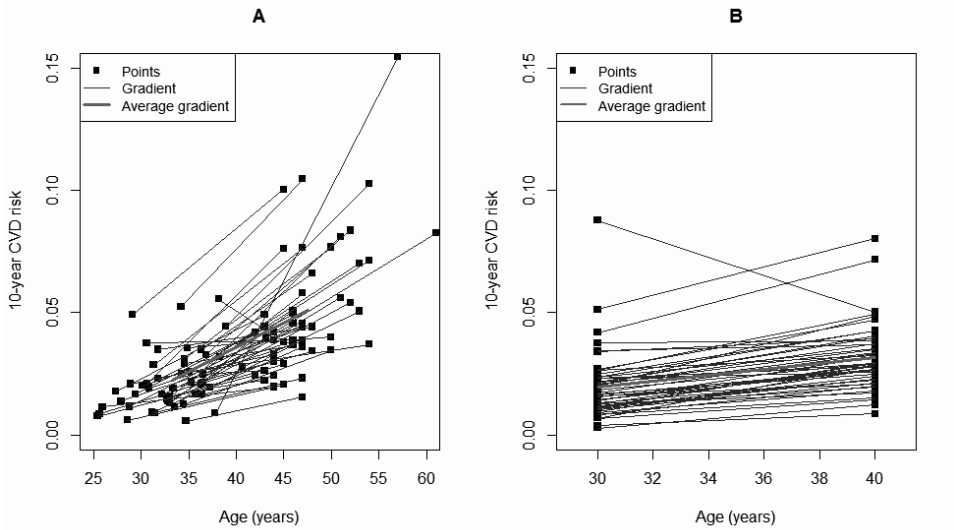 A
Points
Gradient
Average gradient
10-year CVD risk
0.15
0.10
0.05
0.00
25 30 35 40 45 50 55 60
Age (years)
B
Points
Gradient
Average gradient
10-year CVD risk
0.15
0.10
0.05
0.00
30 32 34 36 38 40
Age (years)